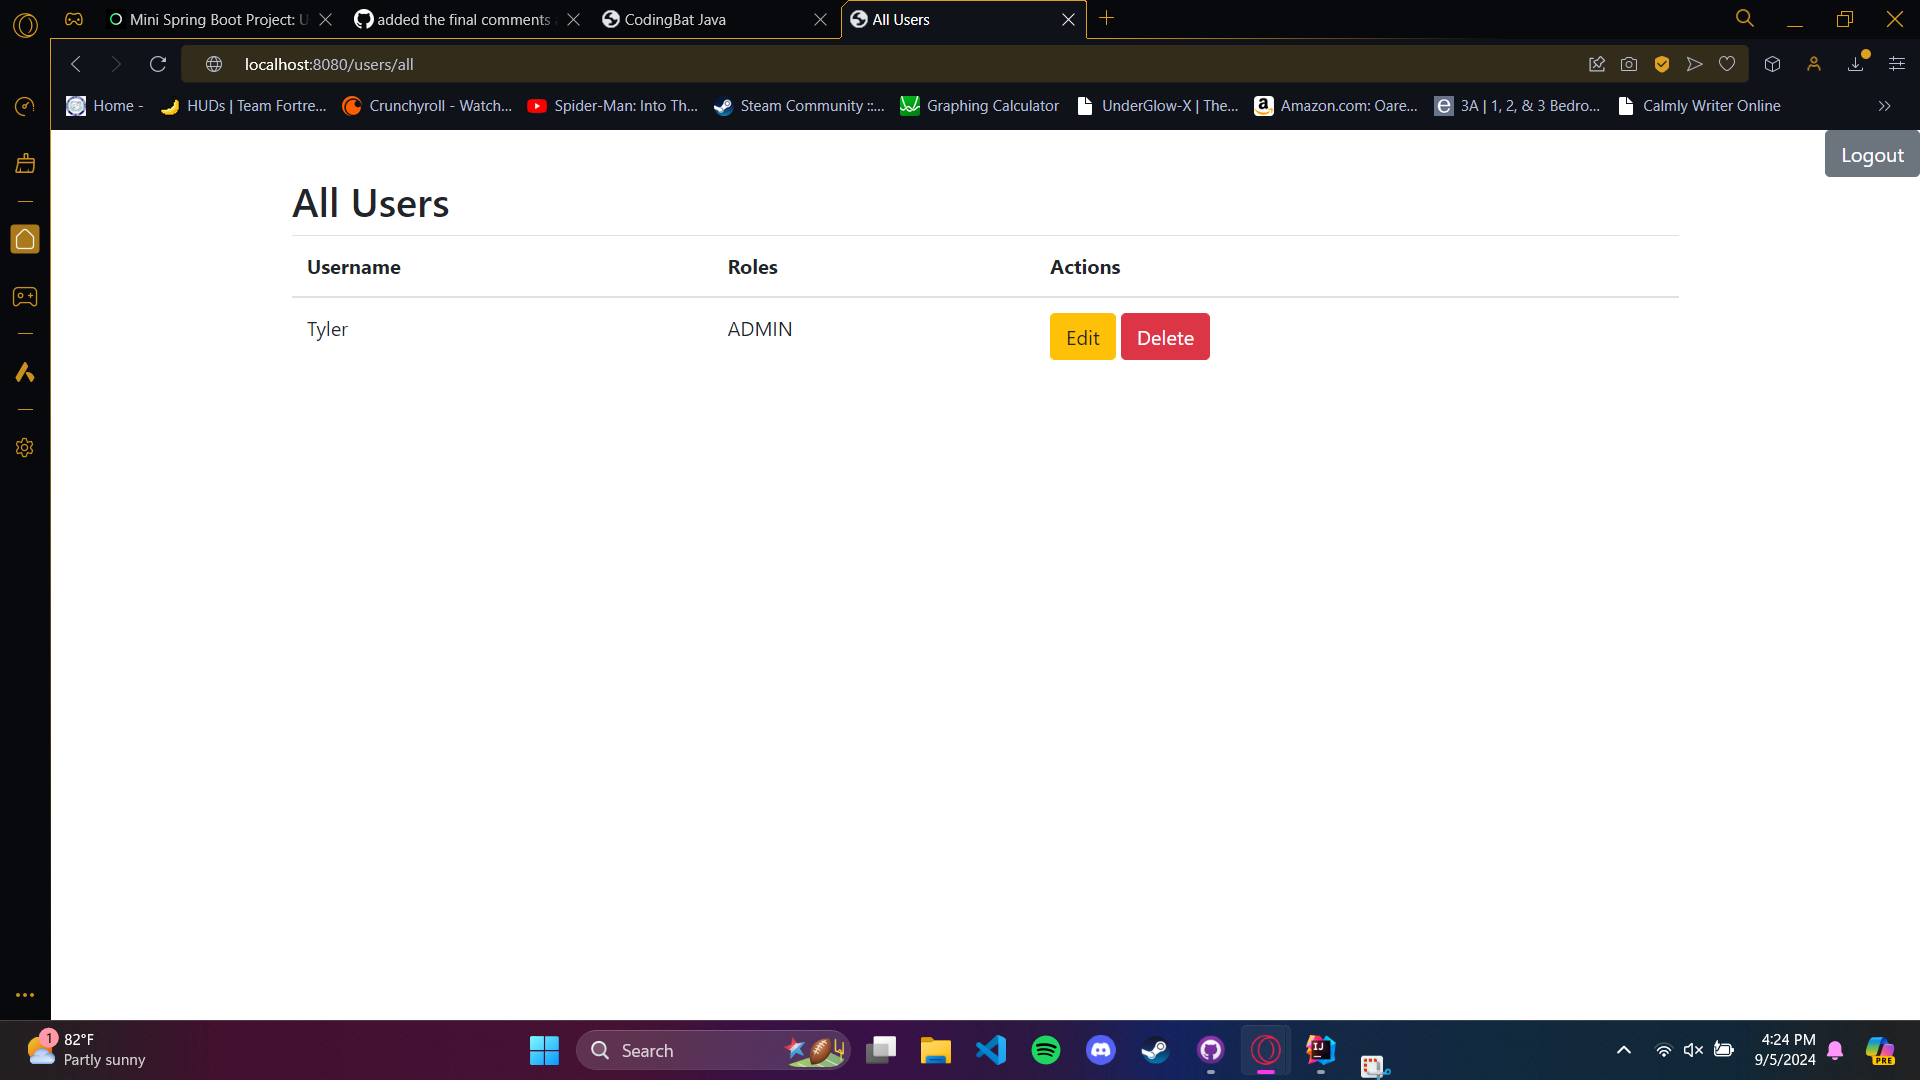 Mini Spring Boot Project: U
added the final comments
CodingBat Java
All Users
localhost:8080/users/all
Home -
HUDs | Team Fortre...
Crunchyroll - Watch...
Spider-Man: Into Th...
Steam Community ::...
Graphing Calculator
UnderGlow-X | The...
Amazon.com: Oare...
3A | 1, 2, & 3 Bedro...
Calmly Writer Online
Logout
All Users
Username Roles Actions
Tyler ADMIN Edit Delete
1
82°F
Partly sunny
Search
IJ
4:24 PM
9/5/2024
PRE